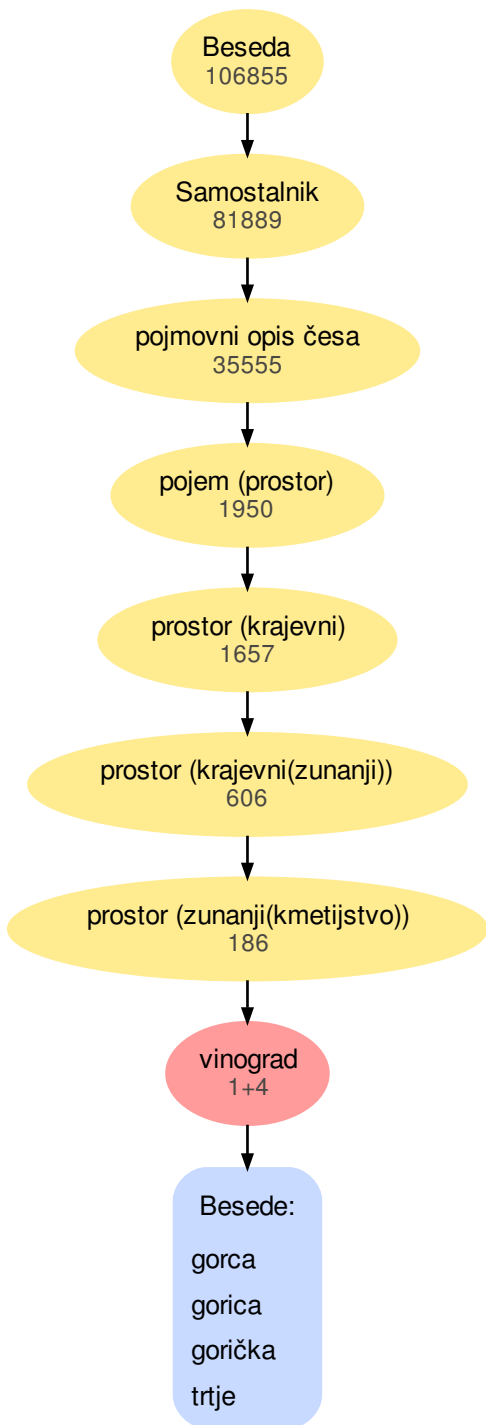 Beseda
106855
Samostalnik
81889
pojmovni opis česa
35555
pojem (prostor)
1950
prostor (krajevni)
1657
prostor (krajevni(zunanji))
606
prostor (zunanji(kmetijstvo))
186
vinograd
1+4
Besede:
gorca
gorica
gorička
trtje